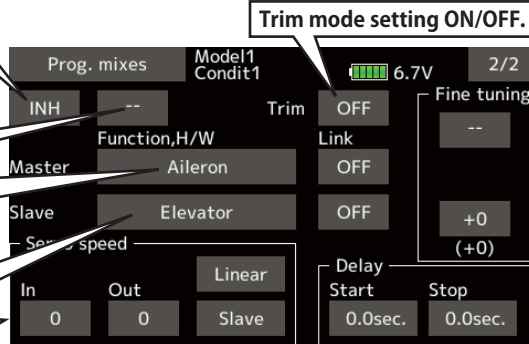 Trim mode setting ON/OFF.
Prog. mixes
Model1
Condit1
6.7V
2/2
INH
--
Trim
OFF
Fine tuning
Function,H/W
Link
--
Master
Aileron
OFF
Slave
Elevator
OFF
+0
(+0)
Servo speed
Linear
Delay
In
Out
Start
Stop
0
0
Slave
0.0sec.
0.0sec.